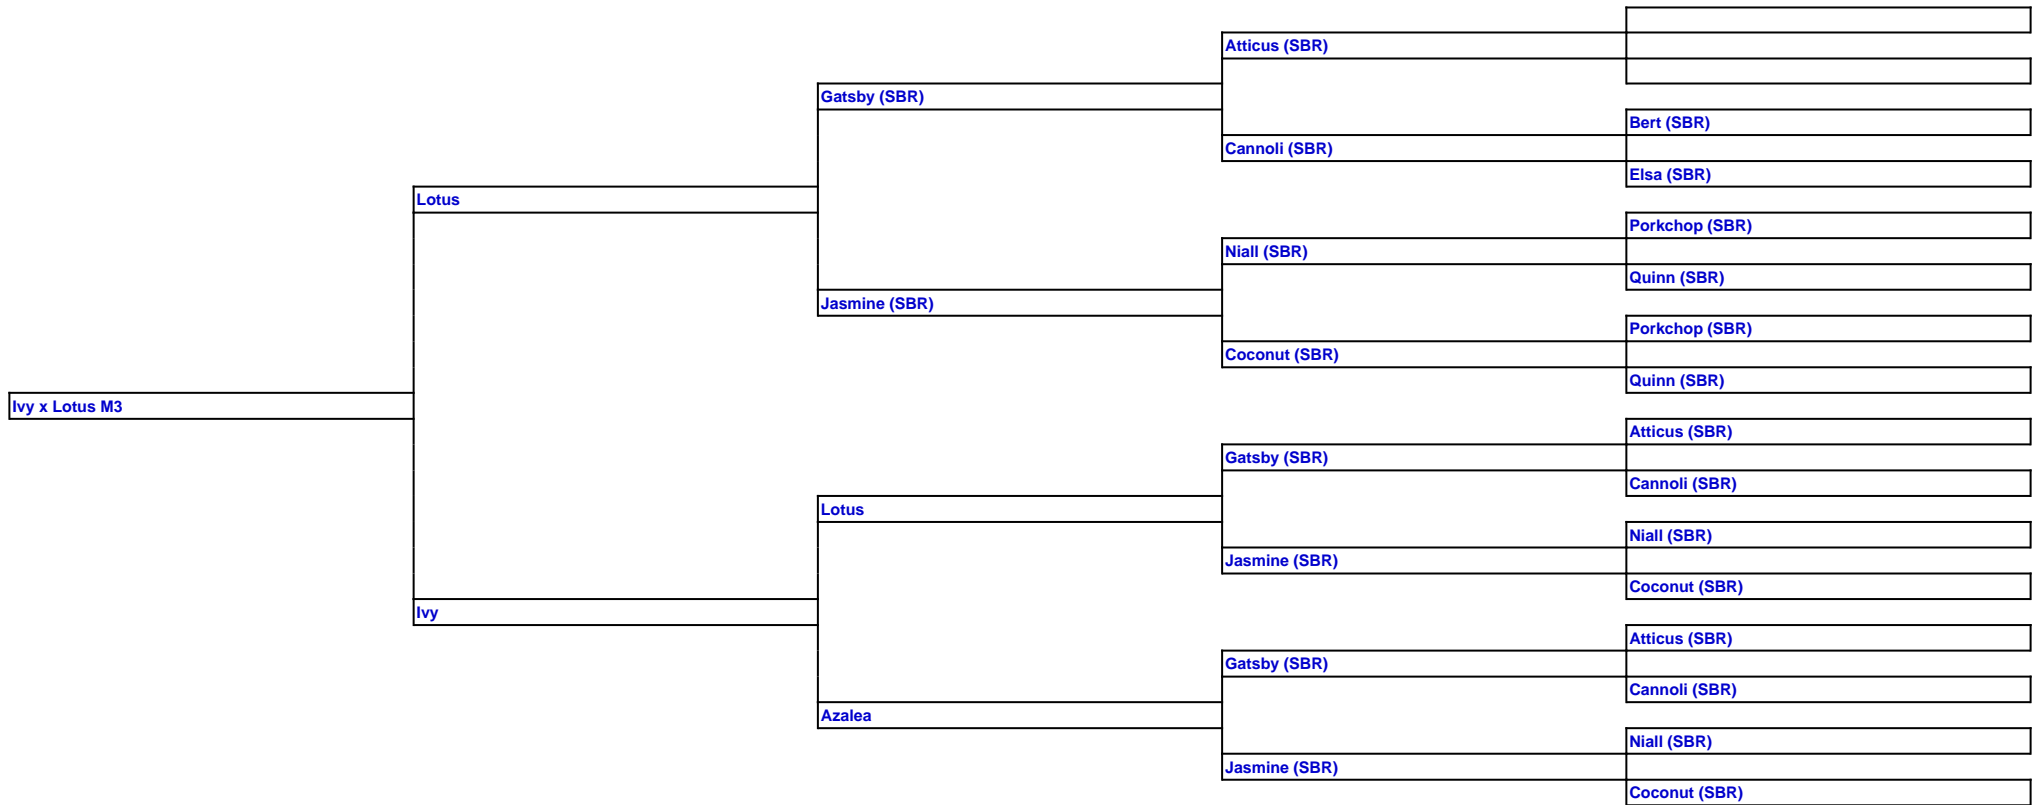 Atticus (SBR)
Gatsby (SBR)
Bert (SBR)
Cannoli (SBR)
Elsa (SBR)
Lotus
Porkchop (SBR)
Niall (SBR)
Quinn (SBR)
Jasmine (SBR)
Porkchop (SBR)
Coconut (SBR)
Quinn (SBR)
Ivy x Lotus M3
Atticus (SBR)
Gatsby (SBR)
Cannoli (SBR)
Lotus
Niall (SBR)
Jasmine (SBR)
Coconut (SBR)
Ivy
Atticus (SBR)
Gatsby (SBR)
Cannoli (SBR)
Azalea
Niall (SBR)
Jasmine (SBR)
Coconut (SBR)